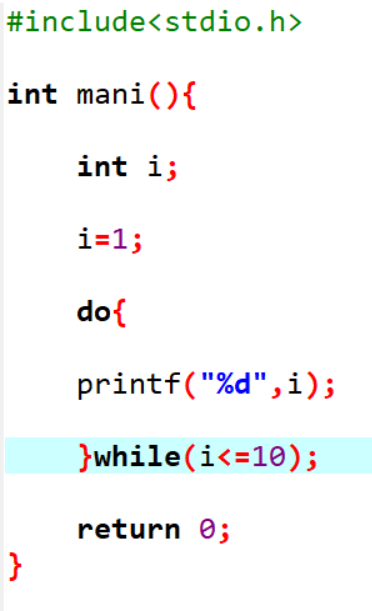 #include<stdio.h>
int mani(){
int i;
i=1;
do{
printf("%d",i);
}while(i<=10);
return 0;
}